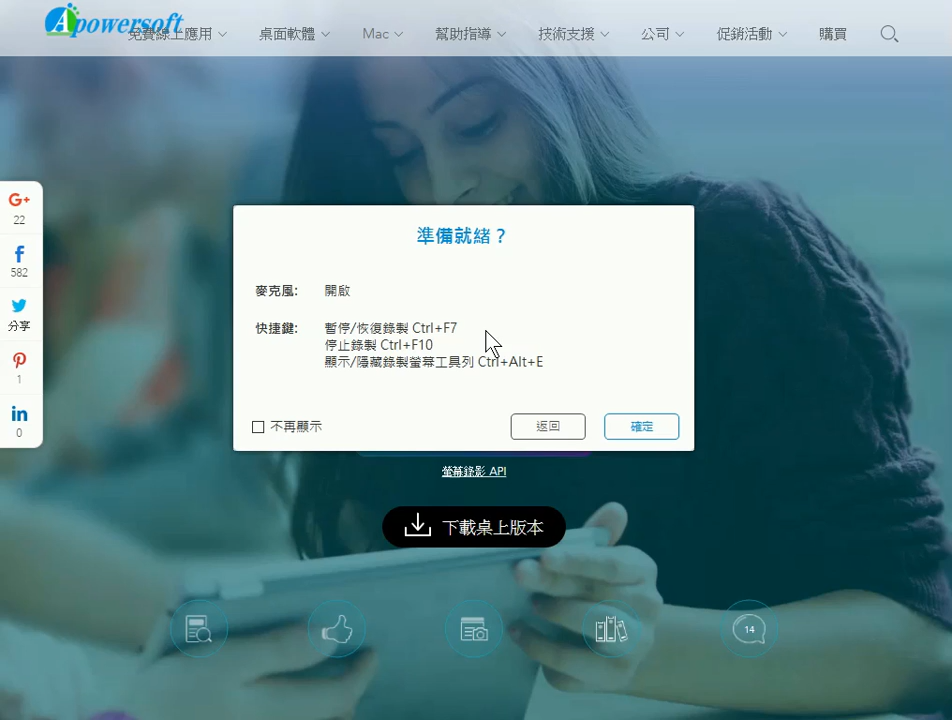 Apowersoft
免費線上應用 桌面軟體 Mac 幫助指導 技術支援 公司 促銷活動 購買
G+
22
f
582
分享
1
in
0
準備就緒？
麥克風: 開啟
快捷鍵: 暫停/恢復錄製 Ctrl+F7
停止錄製 Ctrl+F10
顯示/隱藏錄製螢幕工具列 Ctrl+Alt+E
不再顯示 返回 確定
螢幕錄影 API
下載桌上版本
14